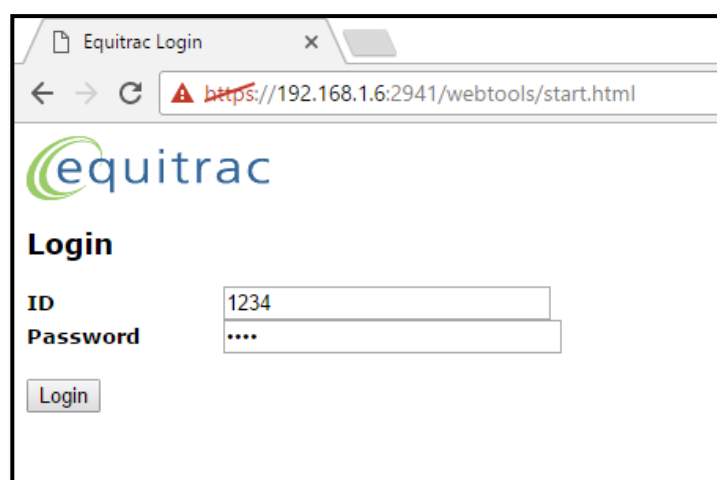 Equitrac Login
https://192.168.1.6:2941/webtools/start.html
equitrac
Login
ID 1234
Password ••••
Login